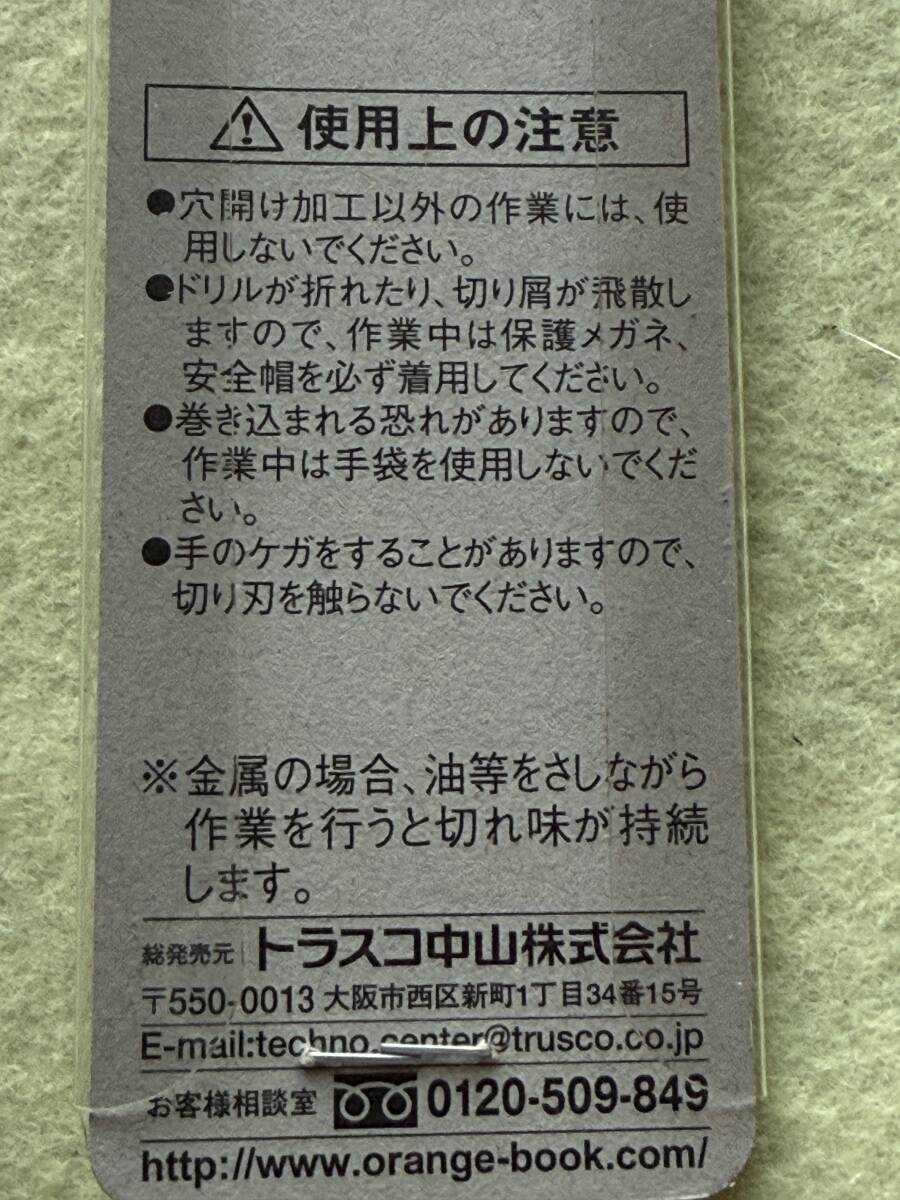 使用上の注意
●穴開け加工以外の作業には、使
用しないでください。
●ドリルが折れたり、切り屑が飛散し
ますので、作業中は保護メガネ、
安全帽を必ず着用してください。
●巻き込まれる恐れがありますので、
作業中は手袋を使用しないでくだ
さい。
●手のケガをすることがありますので、
切り刃を触らないでください。
※金属の場合、油等をさしながら
作業を行うと切れ味が持続
します。
総発売元 トラスコ中山株式会社
〒550-0013 大阪市西区新町1丁目34番15号
E-mail:techno.center@trusco.co.jp
お客様相談室 0120-509-849
http://www.orange-book.com/